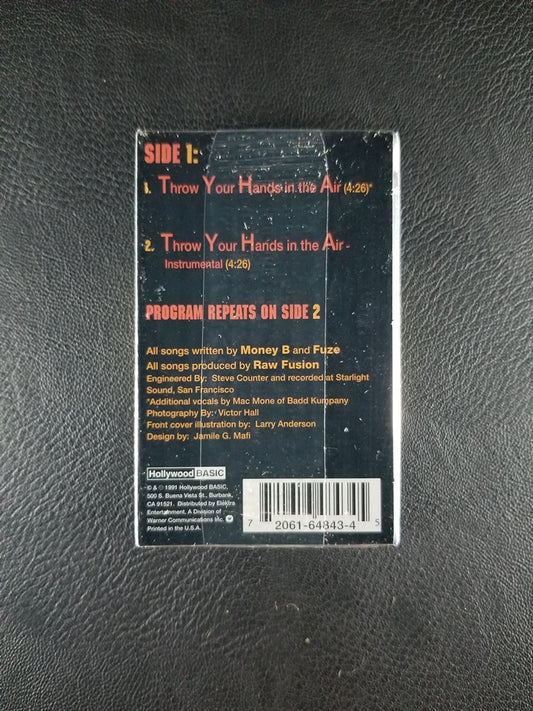 SIDE 1:
1. Throw Your Hands in the Air (4:26)*
2. Throw Your Hands in the Air -
Instrumental (4:26)
PROGRAM REPEATS ON SIDE 2
All songs written by Money B and Fuze
All songs produced by Raw Fusion
Engineered By: Steve Counter and recorded at Starlight
Sound, San Francisco
*Additional vocals by Mac Mone of Badd Kumpany
Photography By: Victor Hall
Front cover illustration by: Larry Anderson
Design by: Jamile G. Mafi
Hollywood BASIC
© & ℗ 1991 Hollywood BASIC,
500 S. Buena Vista St., Burbank,
CA 91521. Distributed by Elektra
Entertainment, A Division of
Warner Communications Inc.
Printed in the U.S.A.
7 2061-64843-4 5